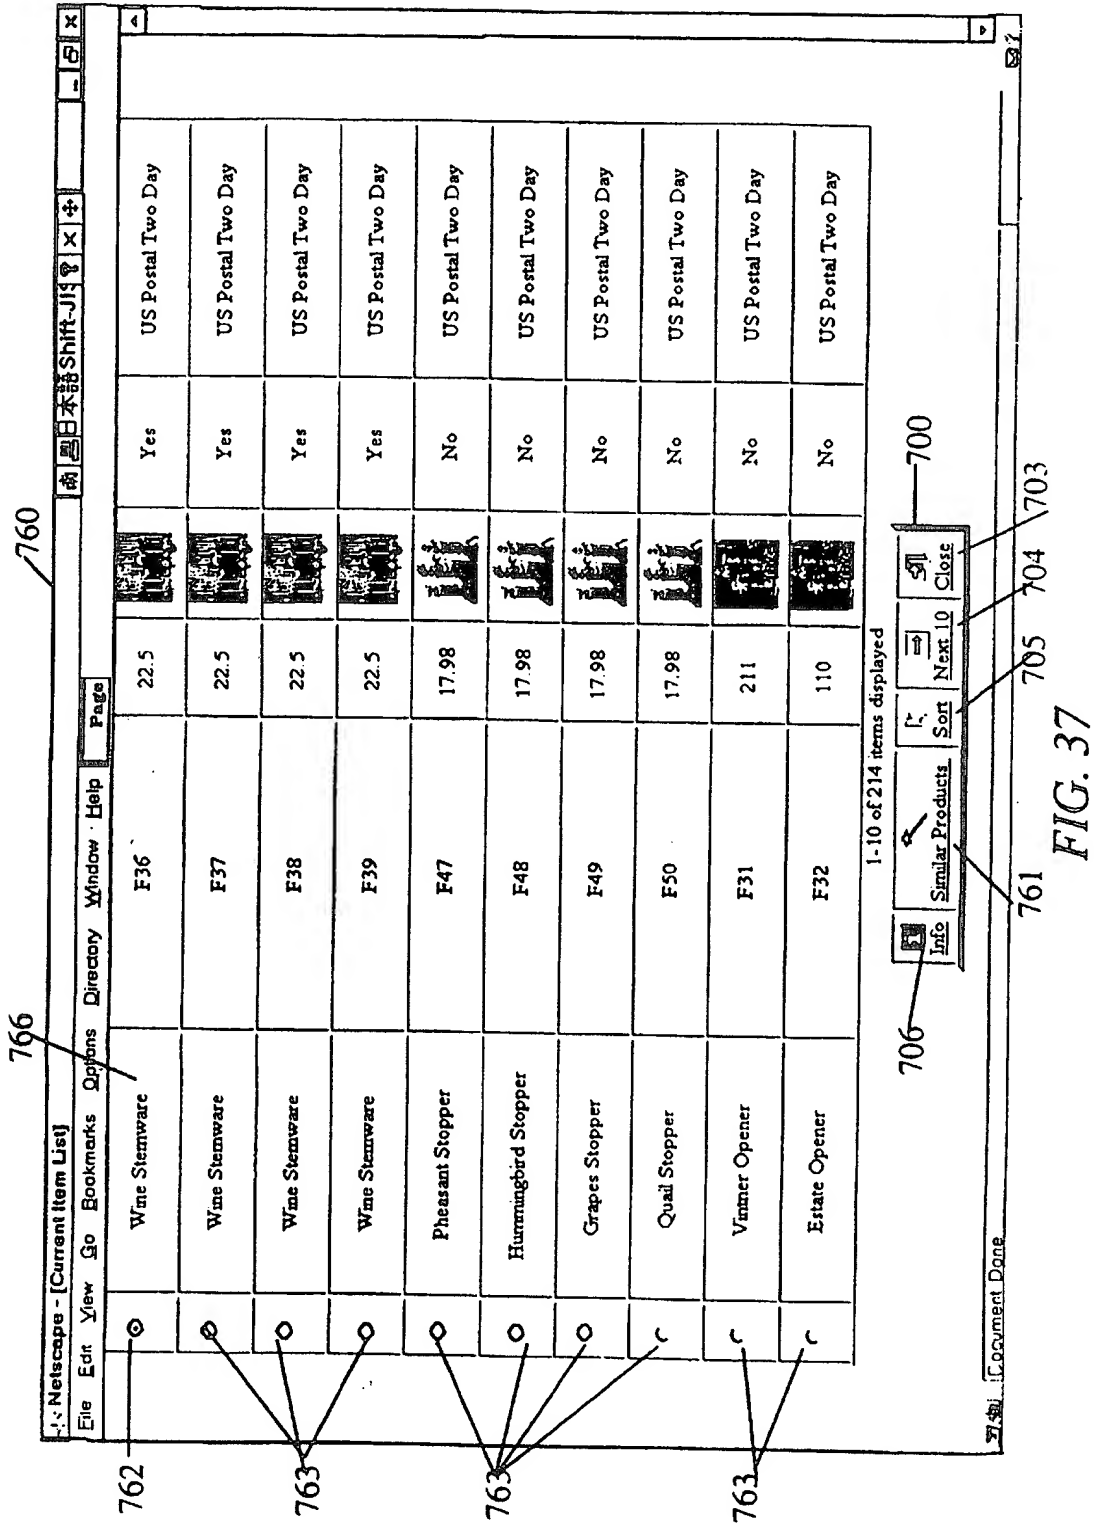 760
766
Netscape - [Current Item List]
日本語 Shift-JIS
File Edit View Go Bookmarks Options Directory Window Help
Page
Wine Stemware F36 22.5 Yes US Postal Two Day
Wine Stemware F37 22.5 Yes US Postal Two Day
Wine Stemware F38 22.5 Yes US Postal Two Day
Wine Stemware F39 22.5 Yes US Postal Two Day
Pheasant Stopper F47 17.98 No US Postal Two Day
Hummingbird Stopper F48 17.98 No US Postal Two Day
Grapes Stopper F49 17.98 No US Postal Two Day
Quail Stopper F50 17.98 No US Postal Two Day
Vintner Opener F31 211 No US Postal Two Day
Estate Opener F32 110 No US Postal Two Day
762
763
763
763
1-10 of 214 items displayed
Info Similar Products Sort Next 10 Close
700
706
761
705
704
703
Document Done
FIG. 37